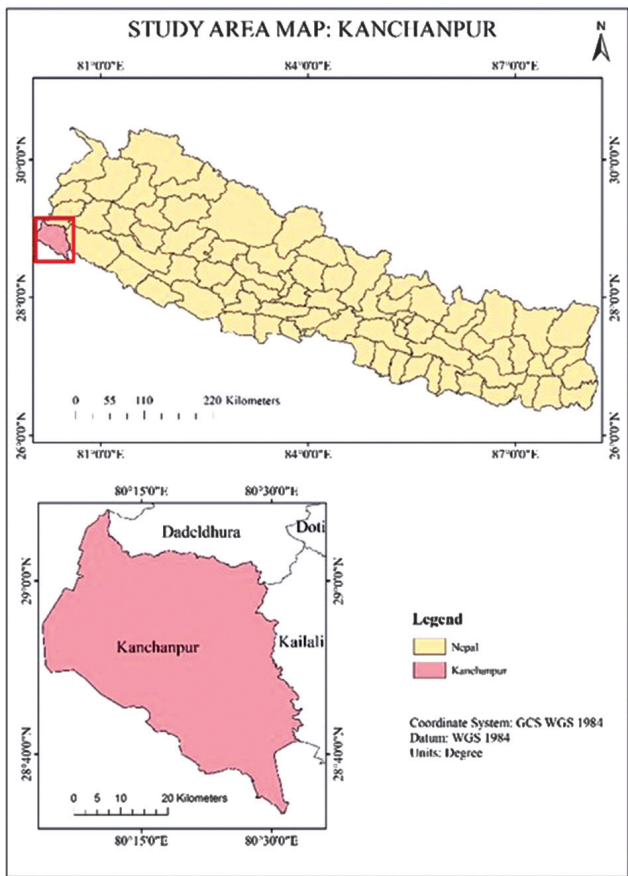 STUDY AREA MAP: KANCHANPUR
N
81°0'0"E 84°0'0"E 87°0'0"E
30°0'0"N 30°0'0"N
28°0'0"N 28°0'0"N
26°0'0"N 26°0'0"N
0 55 110 220 Kilometers
81°0'0"E 84°0'0"E 87°0'0"E
80°15'0"E 80°30'0"E
Dadeldhura
Doti
29°0'0"N 29°0'0"N
Kanchanpur
Kailali
28°40'0"N 28°40'0"N
0 5 10 20 Kilometers
80°15'0"E 80°30'0"E
Legend
Nepal
Kanchanpur
Coordinate System: GCS WGS 1984
Datum: WGS 1984
Units: Degree